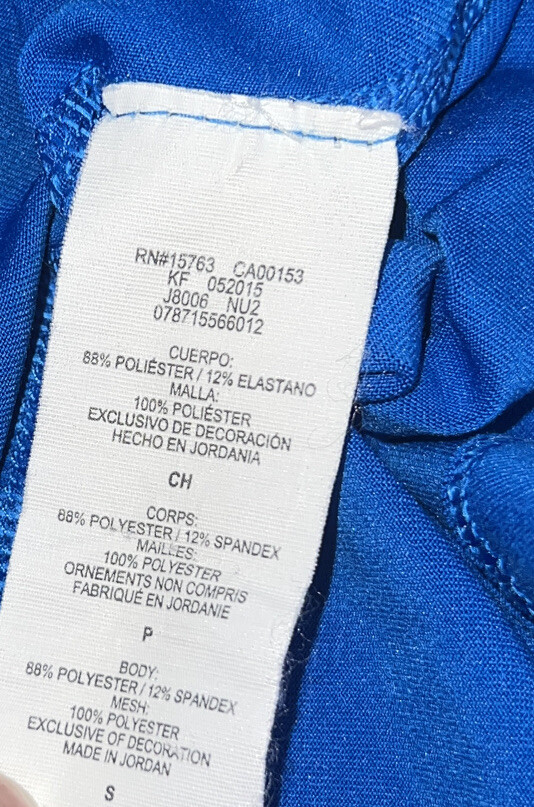 RN#15763 CA00153
KF 052015
J8006 NU2
078715566012
CUERPO:
88% POLIÉSTER / 12% ELASTANO
MALLA:
100% POLIÉSTER
EXCLUSIVO DE DECORACIÓN
HECHO EN JORDANIA
CH
CORPS:
88% POLYESTER / 12% SPANDEX
MAILLES:
100% POLYESTER
ORNEMENTS NON COMPRIS
FABRIQUÉ EN JORDANIE
P
BODY:
88% POLYESTER / 12% SPANDEX
MESH:
100% POLYESTER
EXCLUSIVE OF DECORATION
MADE IN JORDAN
S